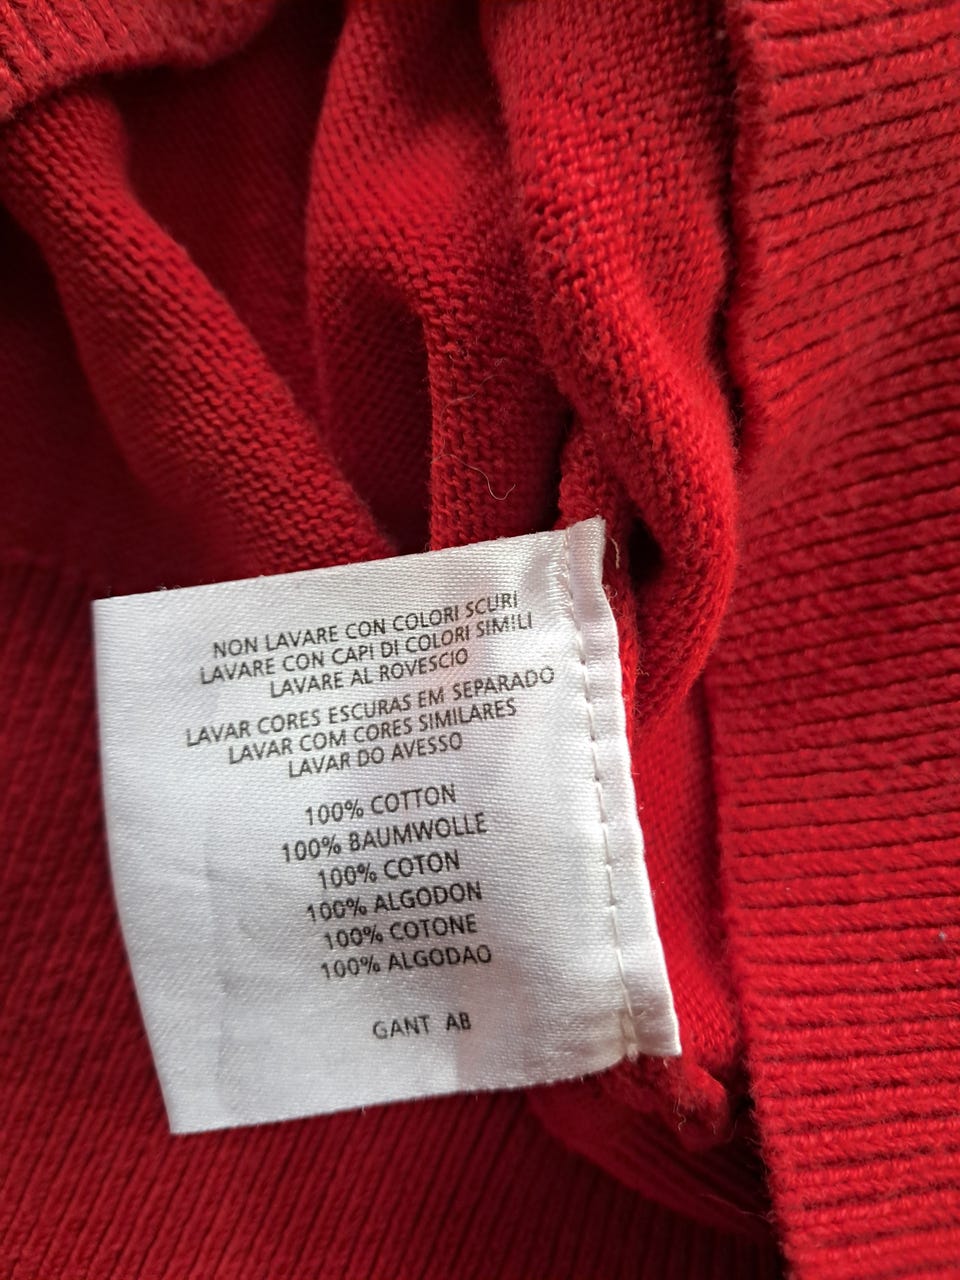 NON LAVARE CON COLORI SCURI
LAVARE CON CAPI DI COLORI SIMILI
LAVARE AL ROVESCIO
LAVAR CORES ESCURAS EM SEPARADO
LAVAR COM CORES SIMILARES
LAVAR DO AVESSO
100% COTTON
100% BAUMWOLLE
100% COTON
100% ALGODON
100% COTONE
100% ALGODAO
GANT AB